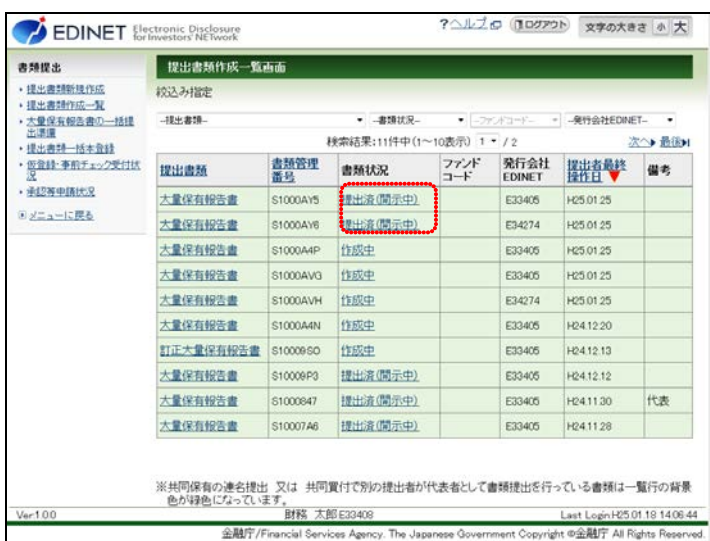 EDINET Electronic Disclosure for Investors' NETwork
?ヘルプ ログアウト 文字の大きさ 小 大
書類提出
・提出書類新規作成
・提出書類作成一覧
・大量保有報告書の一括提出準備
・提出書類一括本登録
・仮登録・事前チェック受付状況
・承認等申請状況
メニューに戻る
提出書類作成一覧画面
絞込み指定
--提出書類-- --書類状況-- --ファンドコード-- --発行会社EDINET--
検索結果:11件中(1~10表示) 1 / 2 次へ 最後
提出書類 書類管理番号 書類状況 ファンドコード 発行会社EDINET 提出者最終操作日▼ 備考
大量保有報告書 S1000AY5 提出済(開示中) E33405 H25.01.25
大量保有報告書 S1000AY6 提出済(開示中) E34274 H25.01.25
大量保有報告書 S1000A4P 作成中 E33405 H25.01.25
大量保有報告書 S1000AVG 作成中 E33405 H25.01.25
大量保有報告書 S1000AVH 作成中 E34274 H25.01.25
大量保有報告書 S1000A4N 作成中 E33405 H24.12.20
訂正大量保有報告書 S10009SO 作成中 E33405 H24.12.13
大量保有報告書 S10009P3 提出済(開示中) E33405 H24.12.12
大量保有報告書 S1000847 提出済(開示中) E33405 H24.11.30 代表
大量保有報告書 S10007A6 提出済(開示中) E33405 H24.11.28
※共同保有の連名提出 又は 共同買付で別の提出者が代表者として書類提出を行っている書類は一覧行の背景
色が緑色になっています。
Ver1.0.0 財務 太郎 E33408 Last Login:H25.01.18 14:06:44
金融庁/Financial Services Agency. The Japanese Government Copyright ©金融庁 All Rights Reserved.